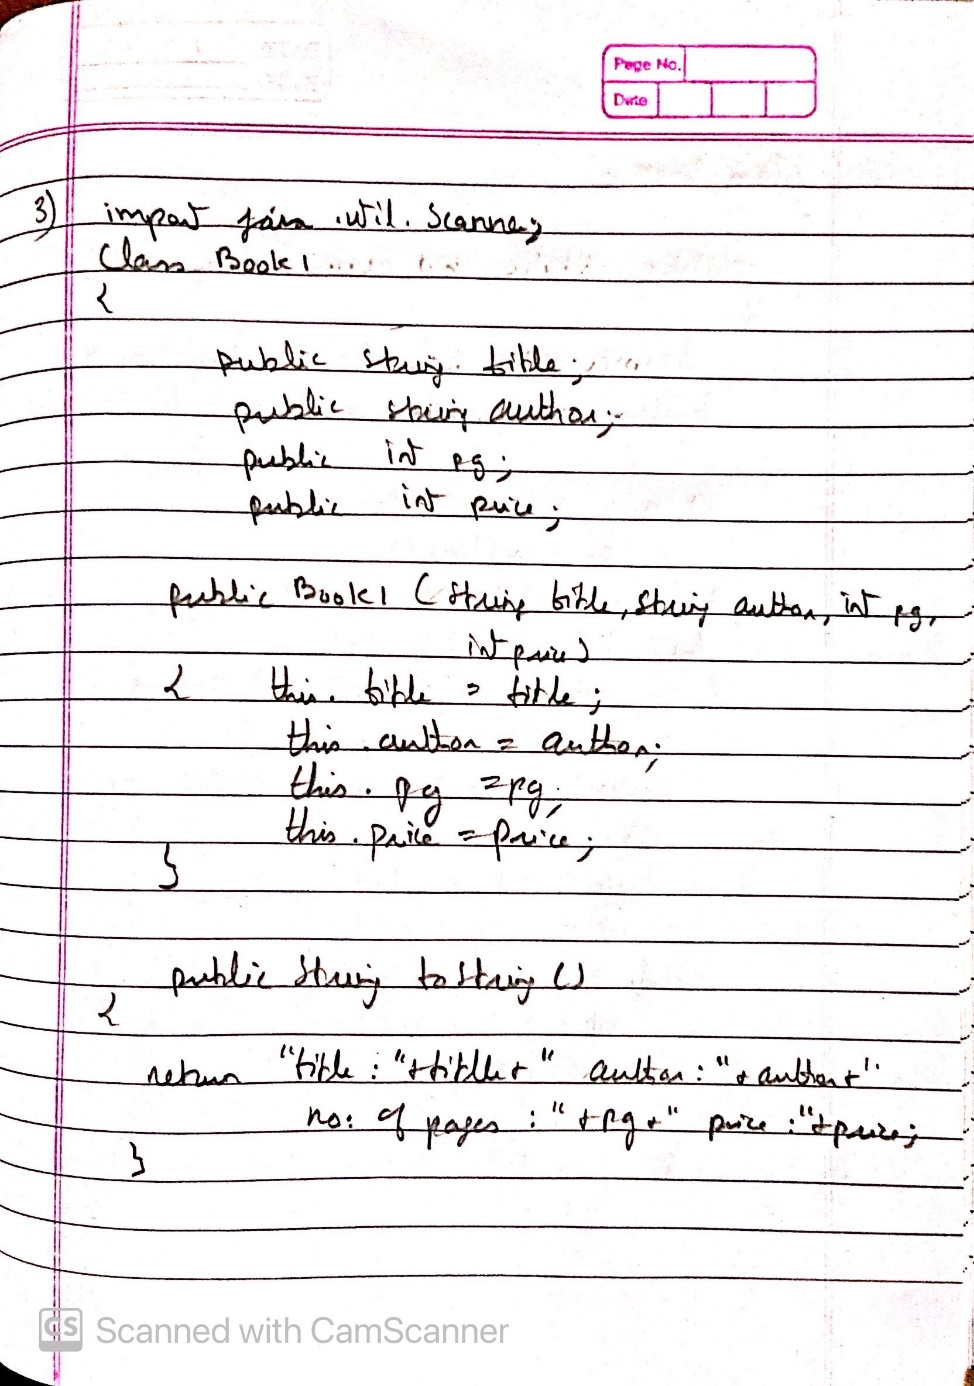 Page No.
Date
3) import java.util.Scanner;
Class Book1
{
public string title;
public string author;
public int pg;
public int price;
public Book1 (String title, String author, int pg,
int price)
{ this.title = title;
this.author = author;
this.pg = pg;
this.price = price;
}
public String toString ()
{
return "title : "+title+" author : "+author+"
no: of pages : "+pg+" price : "+price;
}
CS Scanned with CamScanner